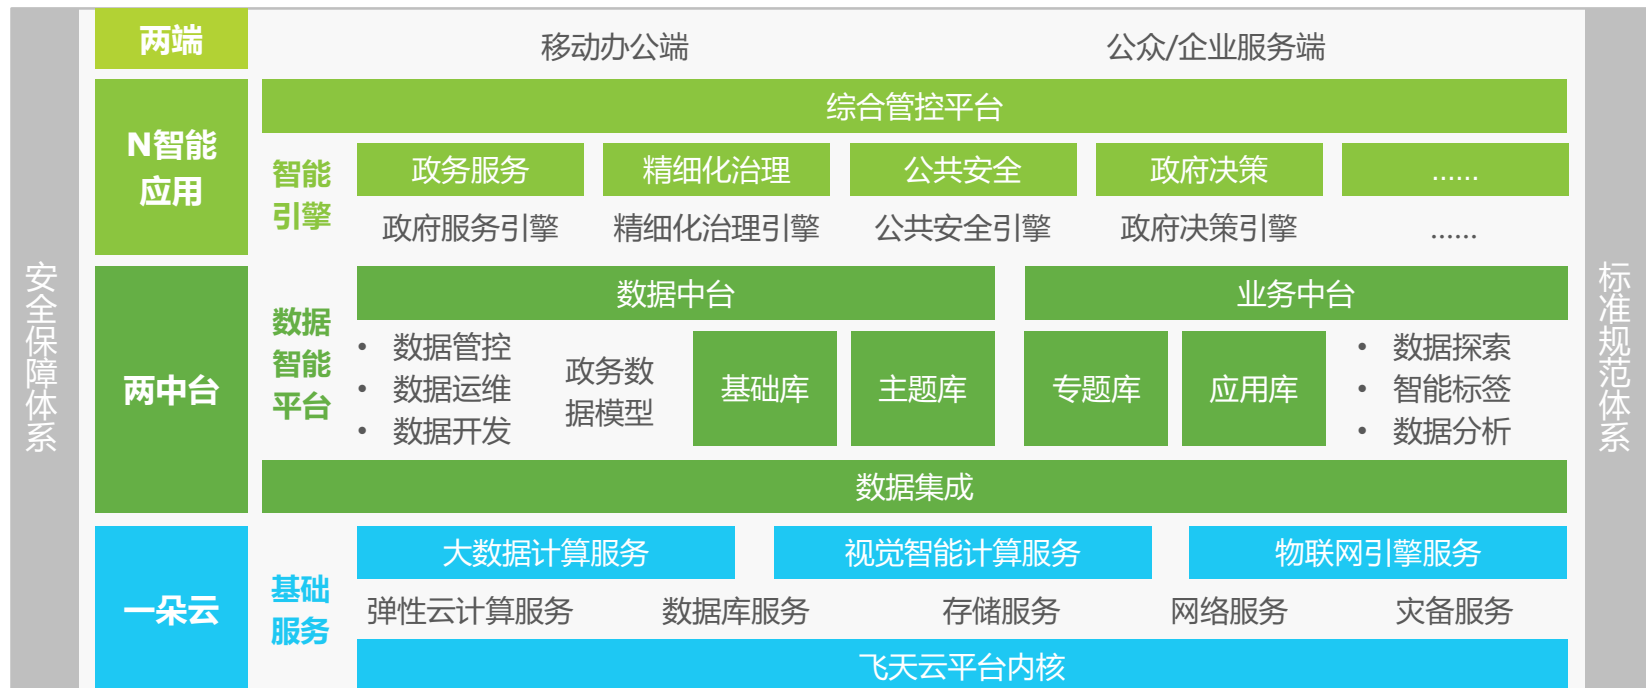 两端
移动办公端
公众/企业服务端
N智能
应用
综合管控平台
智能
引擎
政务服务
精细化治理
公共安全
政府决策
……
政府服务引擎
精细化治理引擎
公共安全引擎
政府决策引擎
……
两中台
数据
智能
平台
数据中台
业务中台
• 数据管控
• 数据运维
• 数据开发
政务数
据模型
基础库
主题库
专题库
应用库
• 数据探索
• 智能标签
• 数据分析
数据集成
一朵云
基础
服务
大数据计算服务
视觉智能计算服务
物联网引擎服务
弹性云计算服务
数据库服务
存储服务
网络服务
灾备服务
飞天云平台内核
安全保障体系
标准规范体系